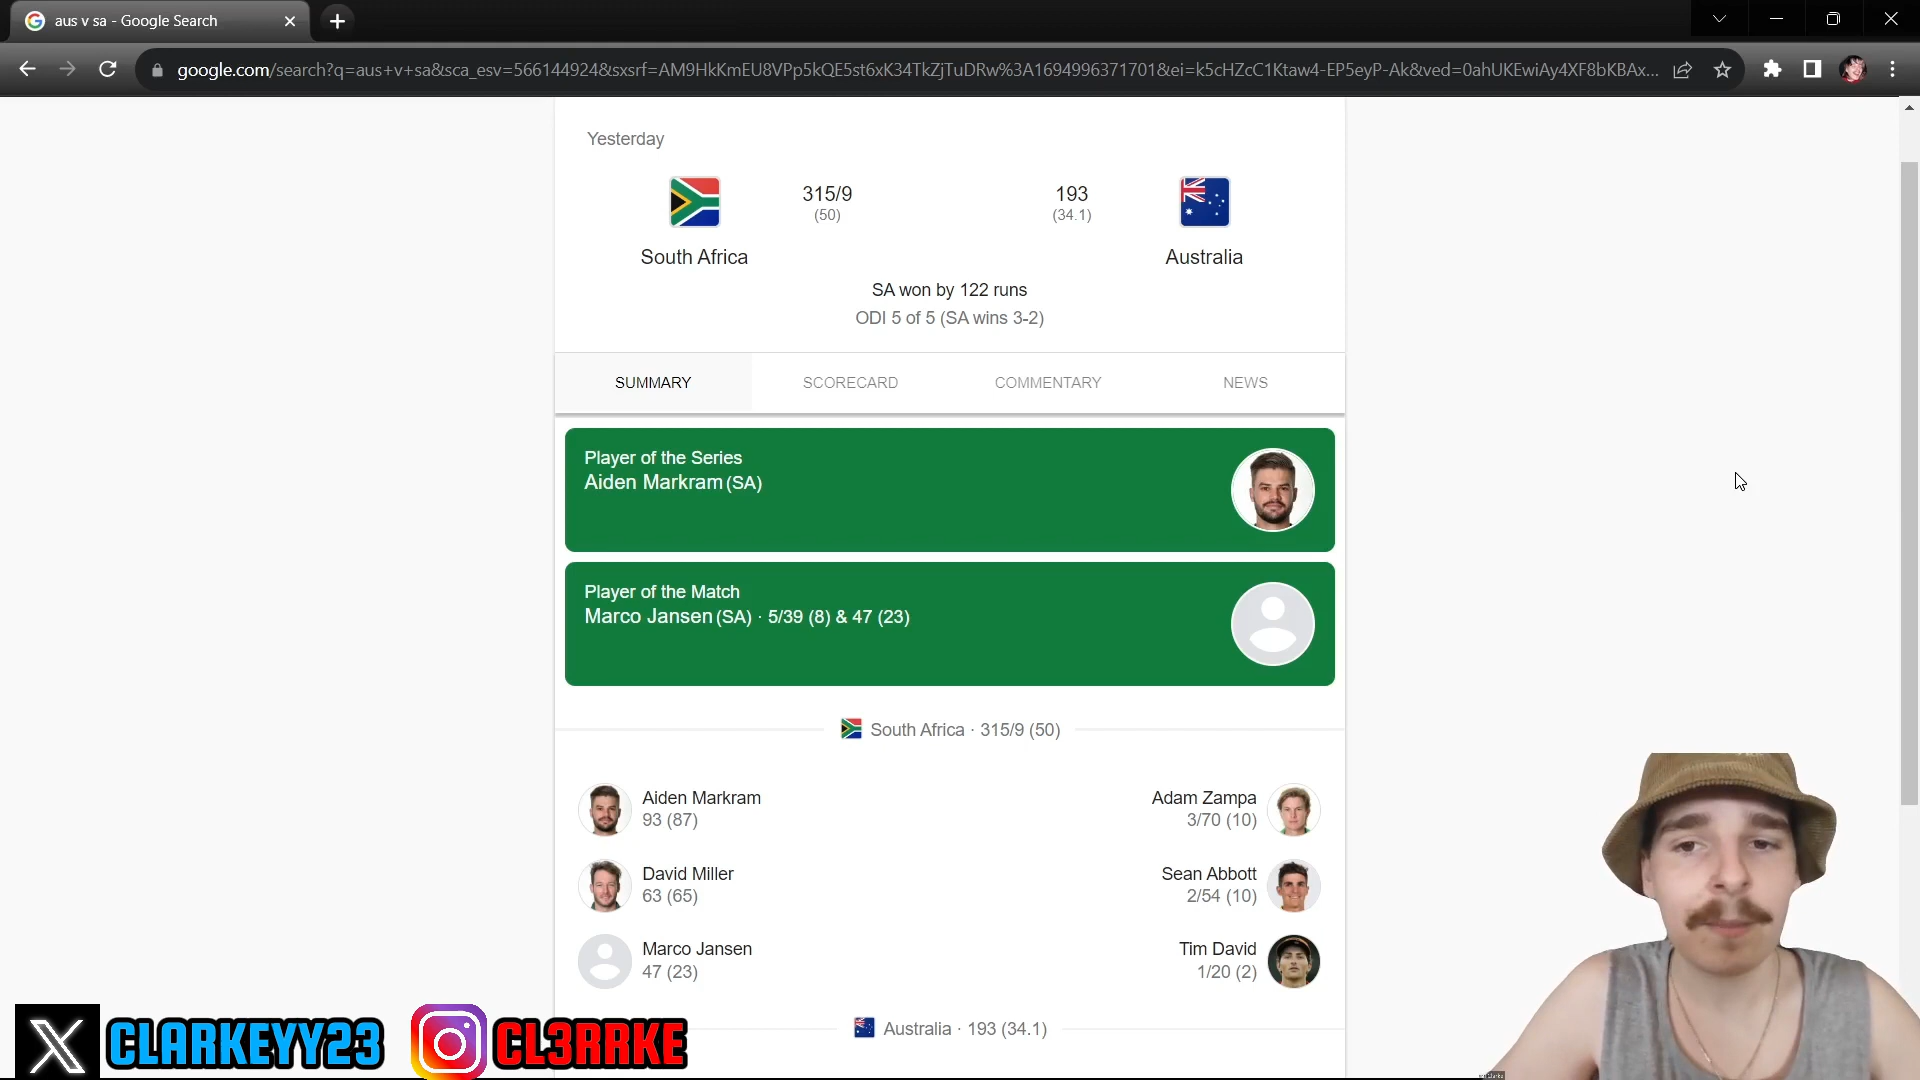 aus v sa - Google Search
google.com/search?q=aus+v+sa&sca_esv=566144924&sxsrf=AM9HkKmEU8VPp5kQE5st6xK34TkZjTuDRw%3A1694996371701&ei=k5cHZcC1Ktaw4-EP5eyP-Ak&ved=0ahUKEwiAy4XF8bKBAx...
Yesterday
315/9
193
(50)
(34.1)
South Africa
Australia
SA won by 122 runs
ODI 5 of 5 (SA wins 3-2)
SUMMARY
SCORECARD
COMMENTARY
NEWS
Player of the Series
Aiden Markram (SA)
Player of the Match
Marco Jansen (SA) · 5/39 (8) & 47 (23)
South Africa · 315/9 (50)
Aiden Markram
93 (87)
Adam Zampa
3/70 (10)
David Miller
63 (65)
Sean Abbott
2/54 (10)
Marco Jansen
47 (23)
Tim David
1/20 (2)
Australia · 193 (34.1)
CLARKEYY23
CL3RRKE